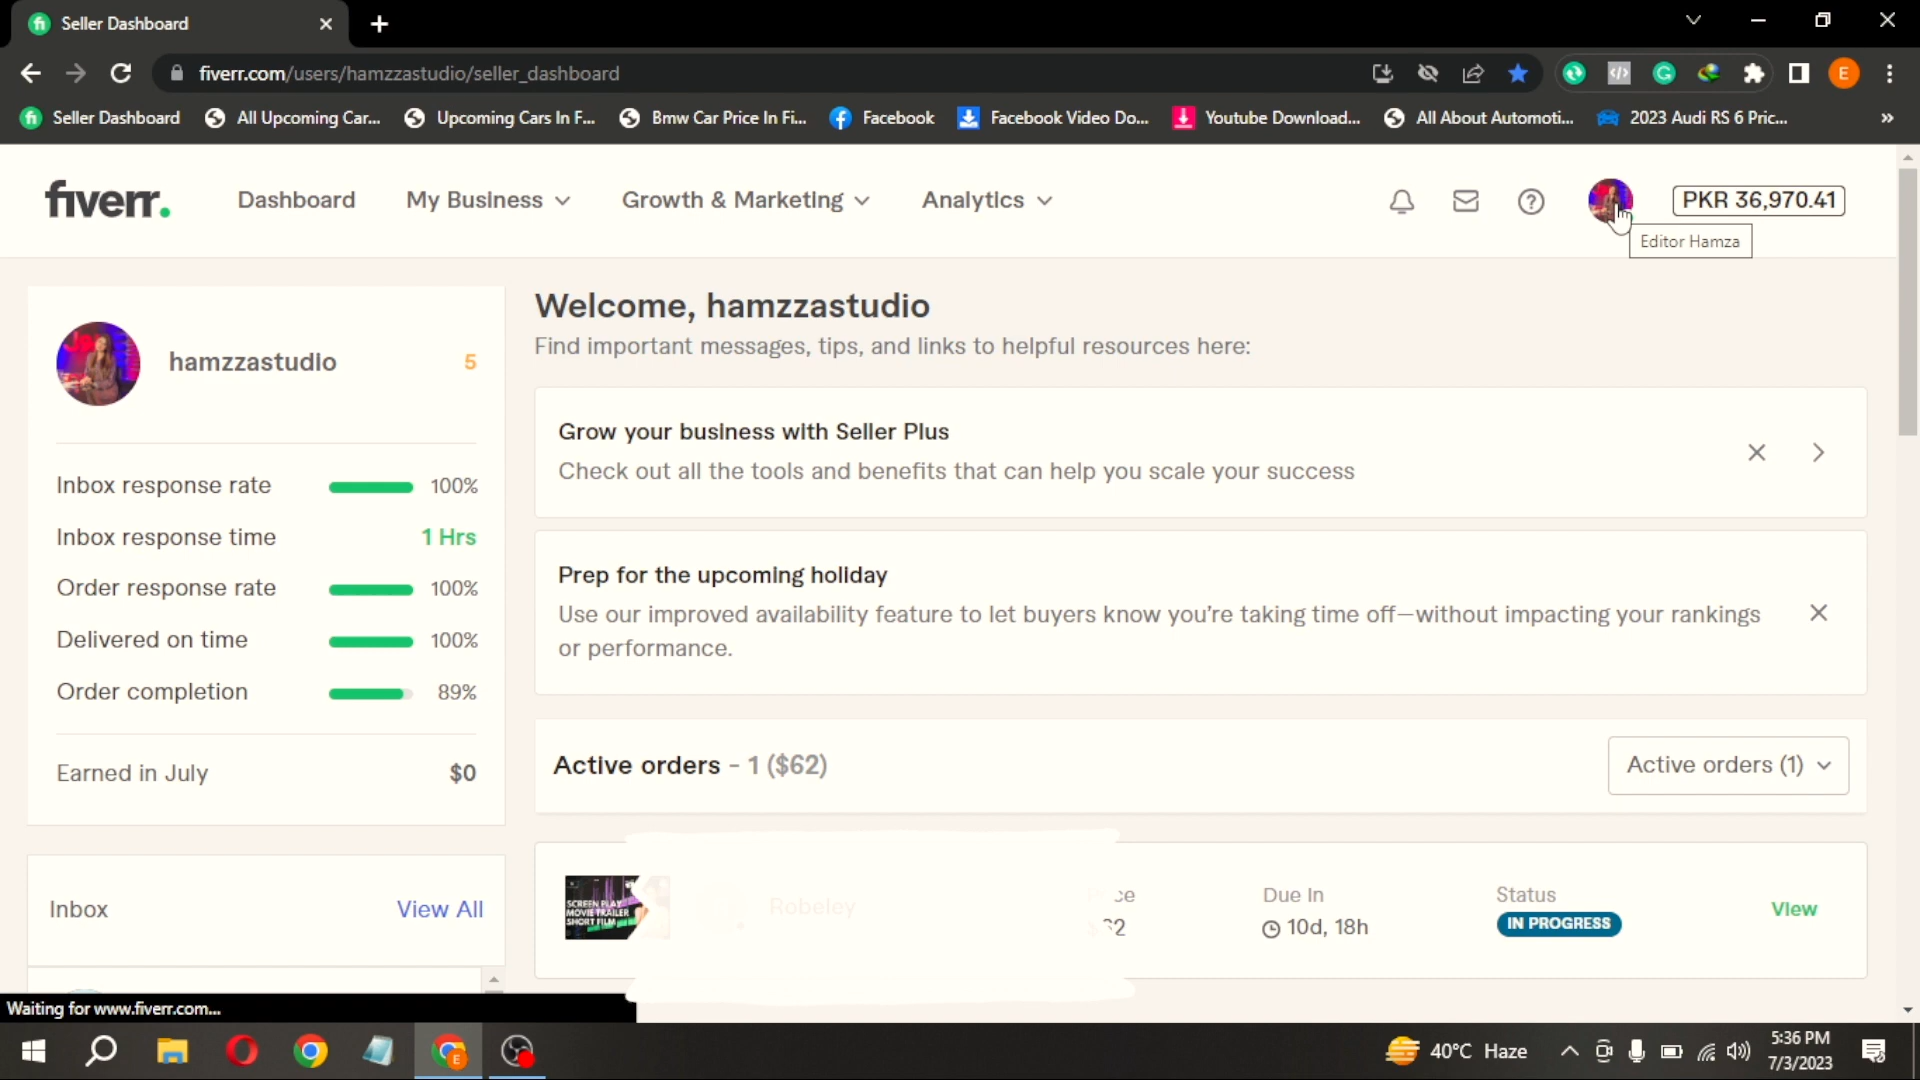 Seller Dashboard
fiverr.com/users/hamzzastudio/seller_dashboard
E
Seller Dashboard
All Upcoming Car...
Upcoming Cars In F...
Bmw Car Price In Fi...
Facebook
Facebook Video Do...
Youtube Download...
All About Automoti...
2023 Audi RS 6 Pric...
»
fiverr.
Dashboard
My Business
Growth & Marketing
Analytics
PKR 36,970.41
Editor Hamza
hamzzastudio
5
Inbox response rate
100%
Inbox response time
1 Hrs
Order response rate
100%
Delivered on time
100%
Order completion
89%
Earned in July
$0
Inbox
View All
Welcome, hamzzastudio
Find important messages, tips, and links to helpful resources here:
Grow your business with Seller Plus
Check out all the tools and benefits that can help you scale your success
Prep for the upcoming holiday
Use our improved availability feature to let buyers know you're taking time off—without impacting your rankings
or performance.
Active orders - 1 ($62)
Active orders (1)
SCREEN PLAY
MOVIE TRAILER
SHORT FILM
Robeley
Due In
10d, 18h
Status
IN PROGRESS
View
Waiting for www.fiverr.com...
40°C Haze
5:36 PM
7/3/2023